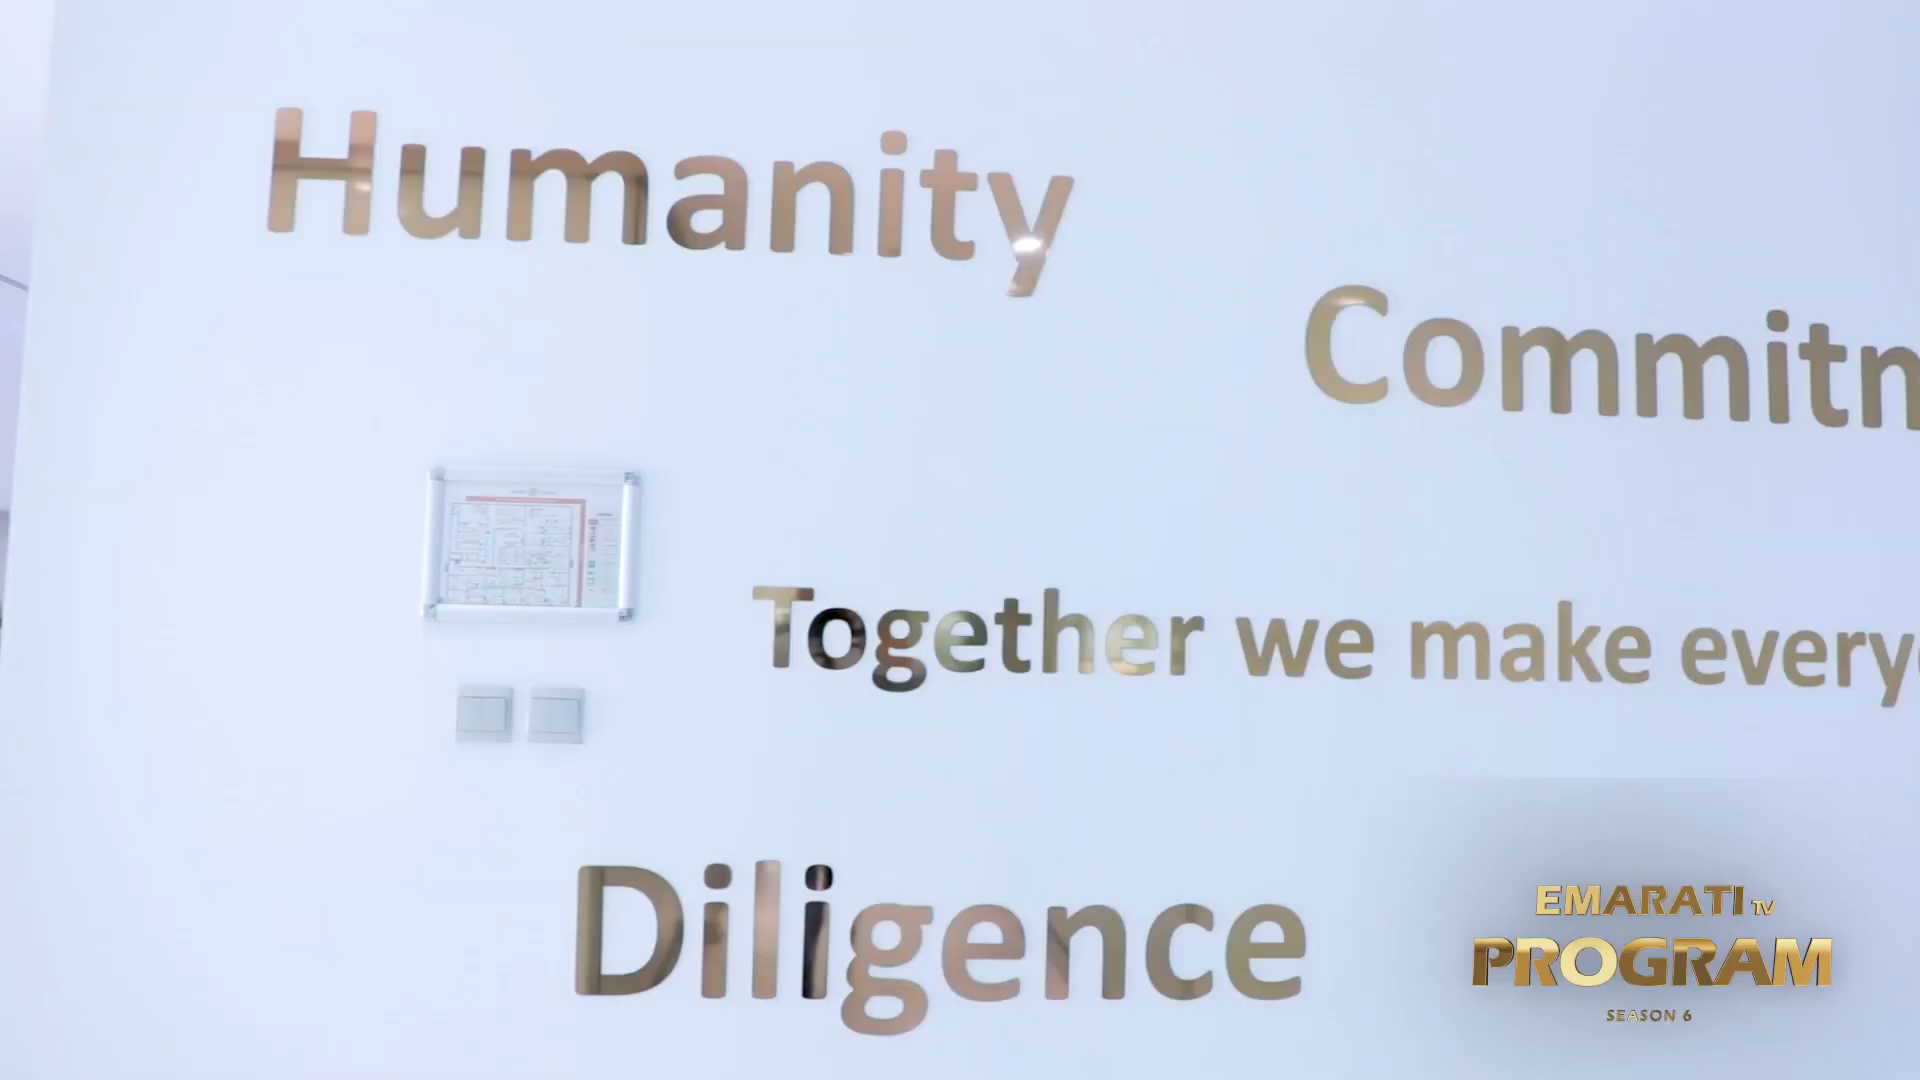 Humanity
Commitm
Together we make every
Diligence
EMARATI TV
PROGRAM
SEASON 6